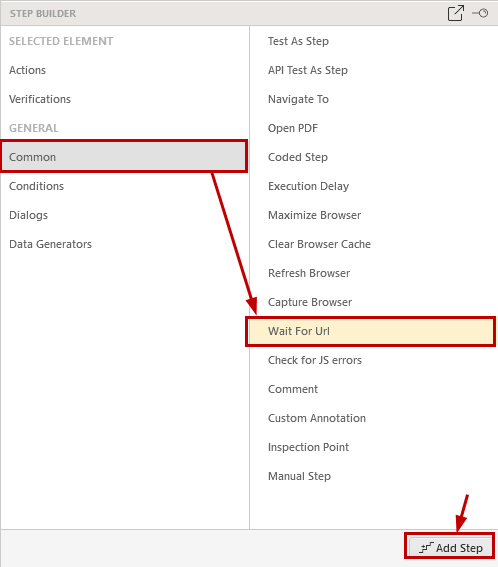 STEP BUILDER
SELECTED ELEMENT
Actions
Verifications
GENERAL
Common
Conditions
Dialogs
Data Generators
Test As Step
API Test As Step
Navigate To
Open PDF
Coded Step
Execution Delay
Maximize Browser
Clear Browser Cache
Refresh Browser
Capture Browser
Wait For Url
Check for JS errors
Comment
Custom Annotation
Inspection Point
Manual Step
Add Step